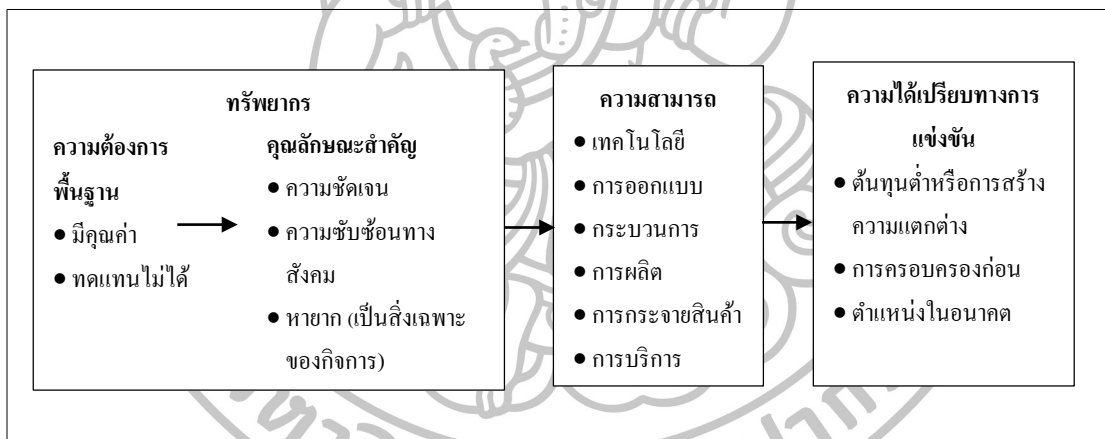 ทรัพยากร
ความต้องการ
พื้นฐาน
● มีคุณค่า
● ทดแทนไม่ได้
คุณลักษณะสำคัญ
● ความชัดเจน
● ความซับซ้อนทาง
สังคม
● หายาก (เป็นสิ่งเฉพาะ
ของกิจการ)
ความสามารถ
● เทคโนโลยี
● การออกแบบ
● กระบวนการ
● การผลิต
● การกระจายสินค้า
● การบริการ
ความได้เปรียบทางการ
แข่งขัน
● ต้นทุนต่ำหรือการสร้าง
ความแตกต่าง
● การครอบครองก่อน
● ตำแหน่งในอนาคต